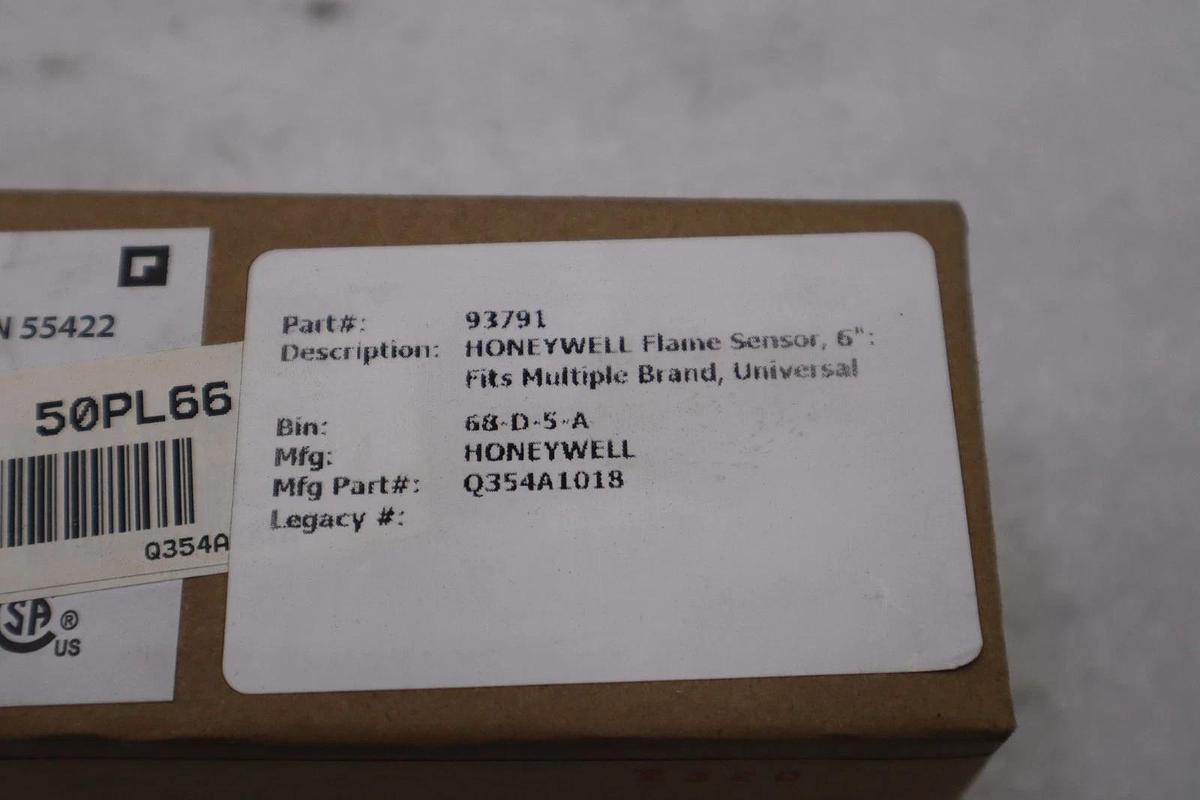 N 55422
50PL66
Q354A
SA ®
US
Part#: 93791
Description: HONEYWELL Flame Sensor, 6":
Fits Multiple Brand, Universal
Bin: 68-D-5-A
Mfg: HONEYWELL
Mfg Part#: Q354A1018
Legacy #: